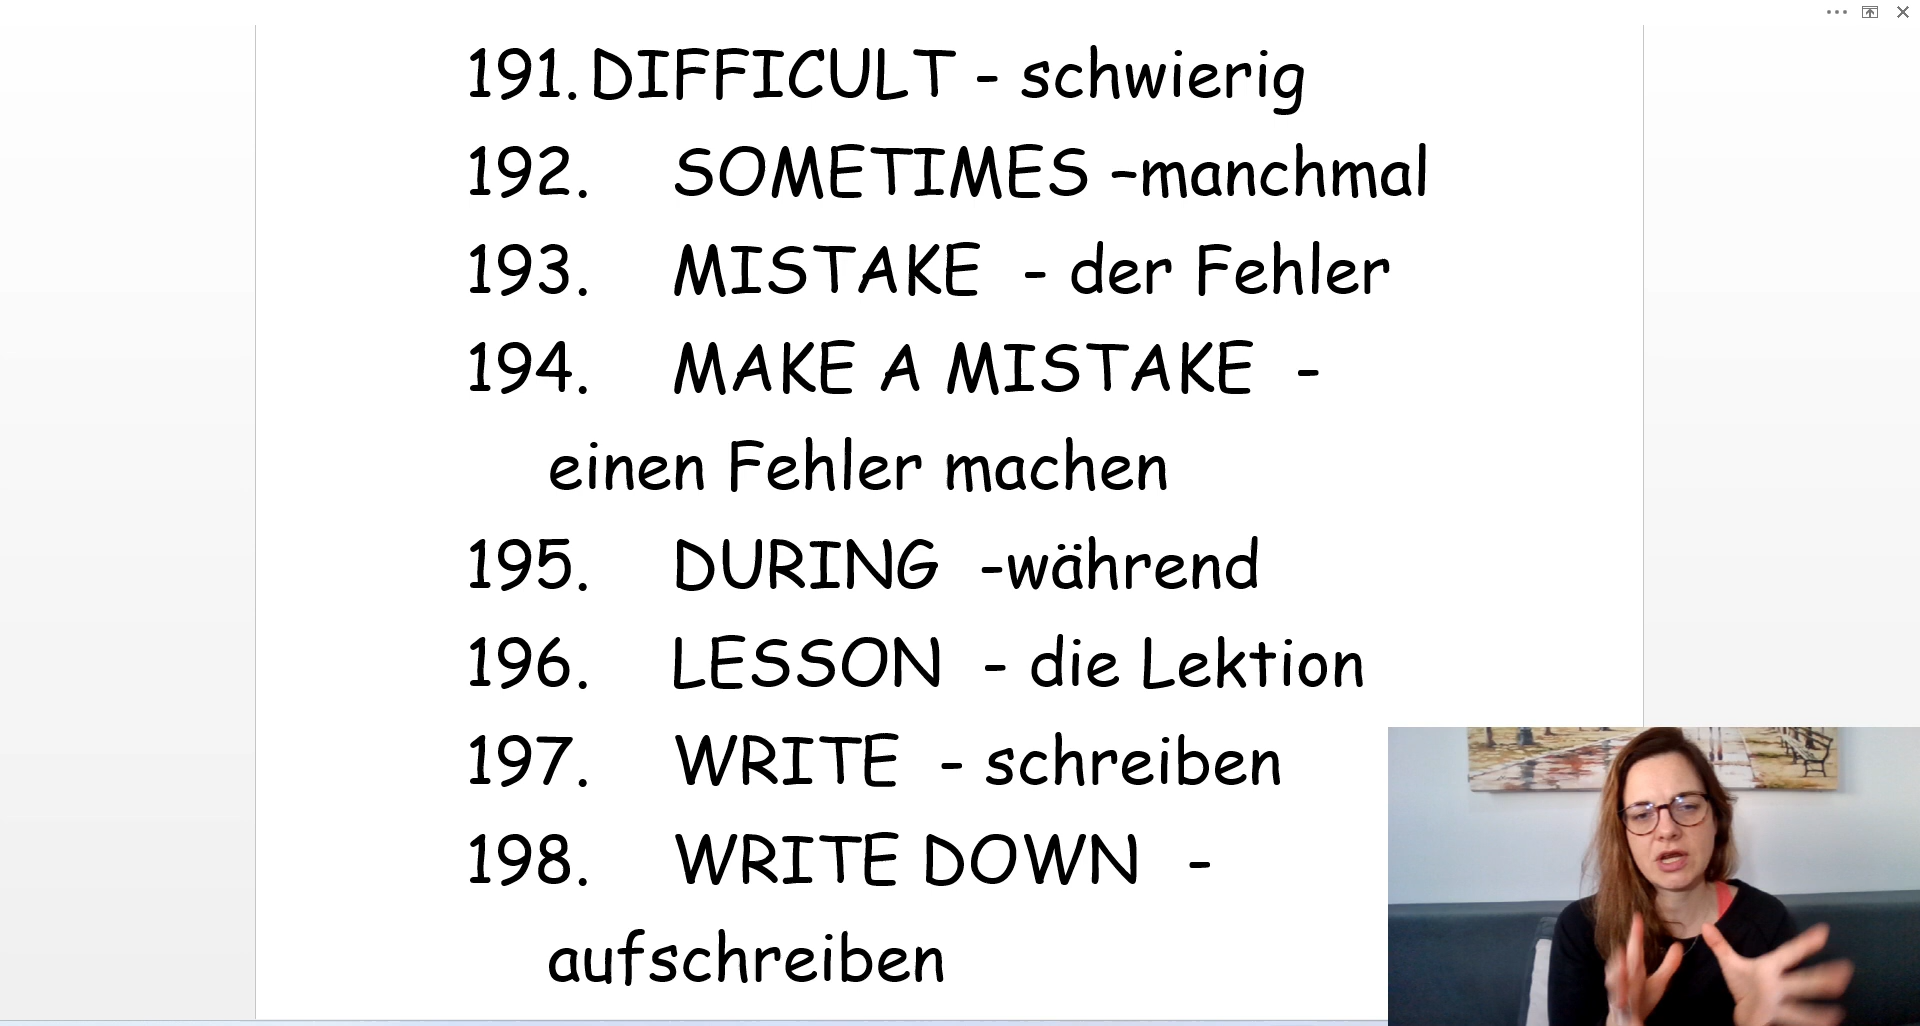 191. DIFFICULT - schwierig
192. SOMETIMES –manchmal
193. MISTAKE - der Fehler
194. MAKE A MISTAKE -
einen Fehler machen
195. DURING -während
196. LESSON - die Lektion
197. WRITE - schreiben
198. WRITE DOWN -
aufschreiben